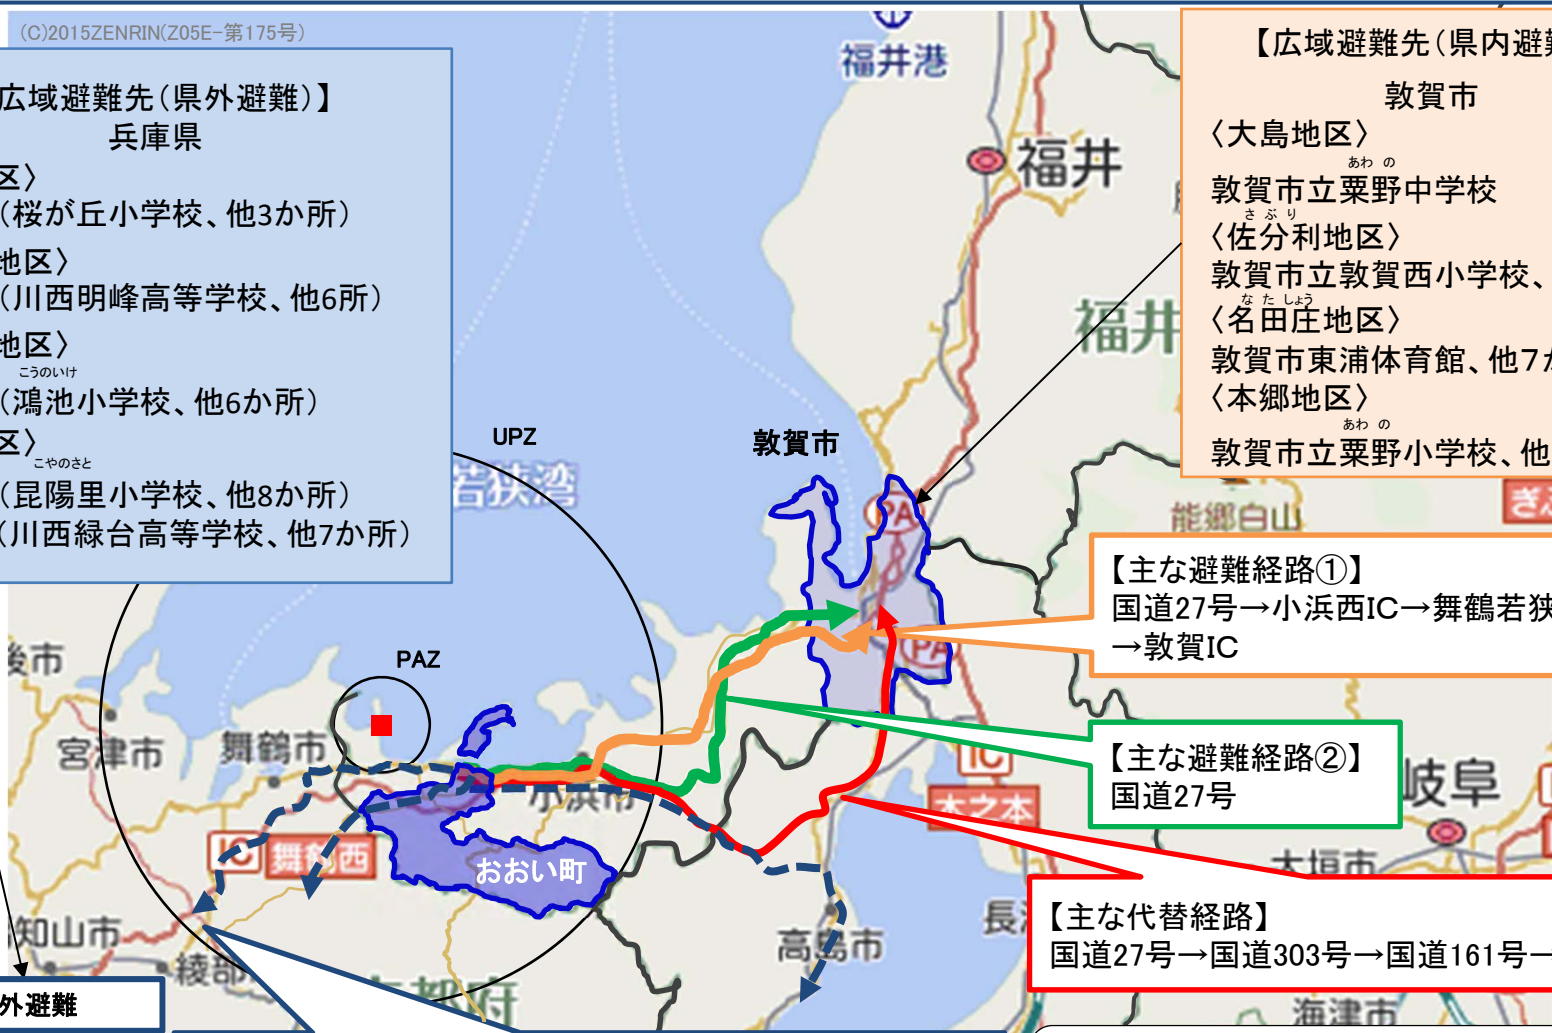 (C)2015ZENRIN(Z05E-第175号)
広域避難先（県外避難）】
兵庫県
区〉
（桜が丘小学校、他3か所）
地区〉
（川西明峰高等学校、他6所）
地区〉
こうのいけ
（鴻池小学校、他6か所）
区〉
こやのさと
（昆陽里小学校、他8か所）
（川西緑台高等学校、他7か所）
【広域避難先（県内避難
敦賀市
〈大島地区〉
あわ の
敦賀市立粟野中学校
さ ぶ り
〈佐分利地区〉
敦賀市立敦賀西小学校、
な た しょう
〈名田庄地区〉
敦賀市東浦体育館、他7か
〈本郷地区〉
あわ の
敦賀市立粟野小学校、他
福井港
福井
福井
UPZ
敦賀市
若狭湾
PA
能郷白山
ぎふ
【主な避難経路①】
国道27号→小浜西IC→舞鶴若狭
→敦賀IC
PA
後市
PAZ
宮津市
舞鶴市
IC
【主な避難経路②】
国道27号
岐阜
小浜市
木之本
IC
舞鶴西
おおい町
大垣市
【主な代替経路】
国道27号→国道303号→国道161号→
長
知山市
綾部
高島市
京都府
外避難
海津市